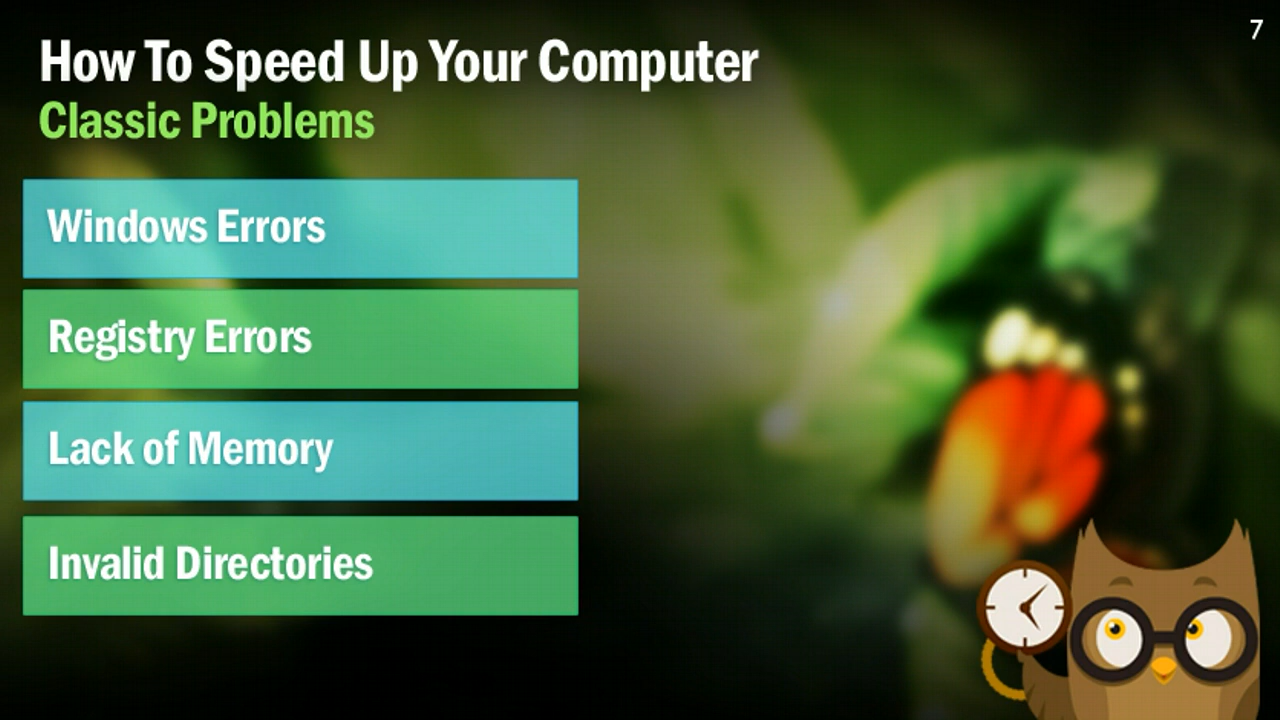 7
How To Speed Up Your Computer
Classic Problems
Windows Errors
Registry Errors
Lack of Memory
Invalid Directories